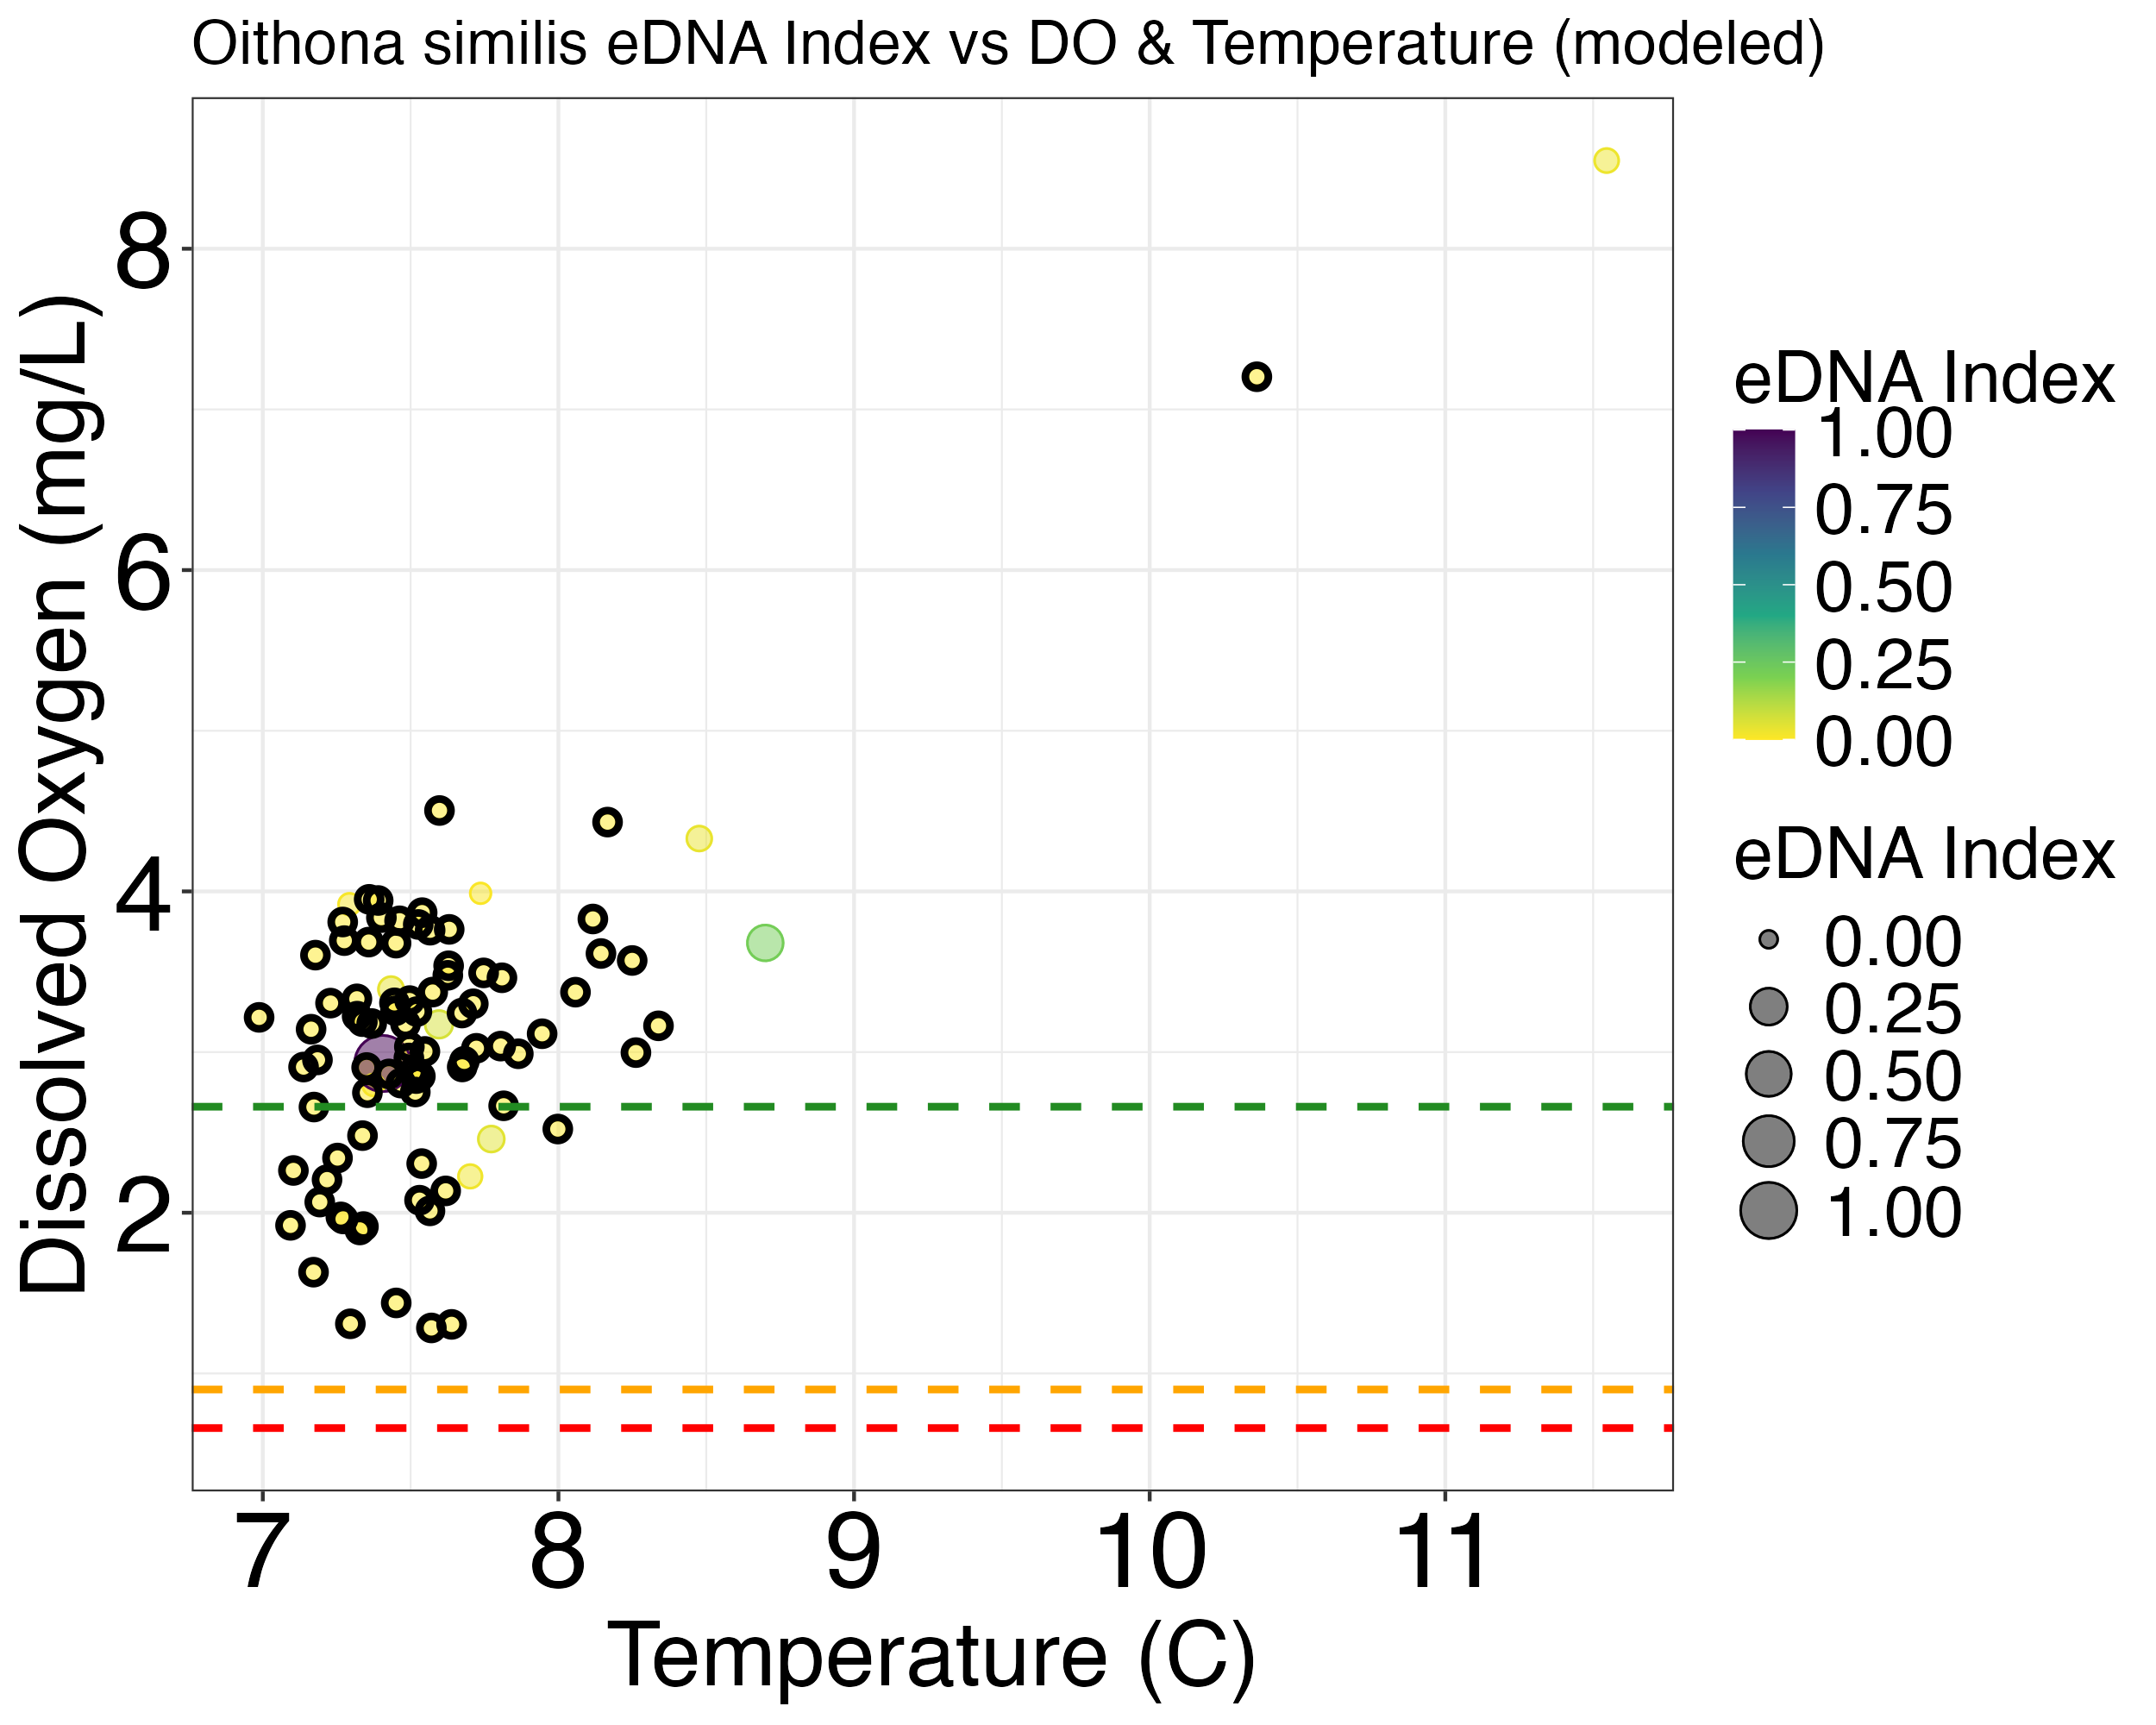 Oithona similis eDNA Index vs DO & Temperature (modeled)
Dissolved Oxygen (mg/L)
8
6
4
2
7 8 9 10 11
Temperature (C)
eDNA Index
1.00
0.75
0.50
0.25
0.00
eDNA Index
0.00
0.25
0.50
0.75
1.00